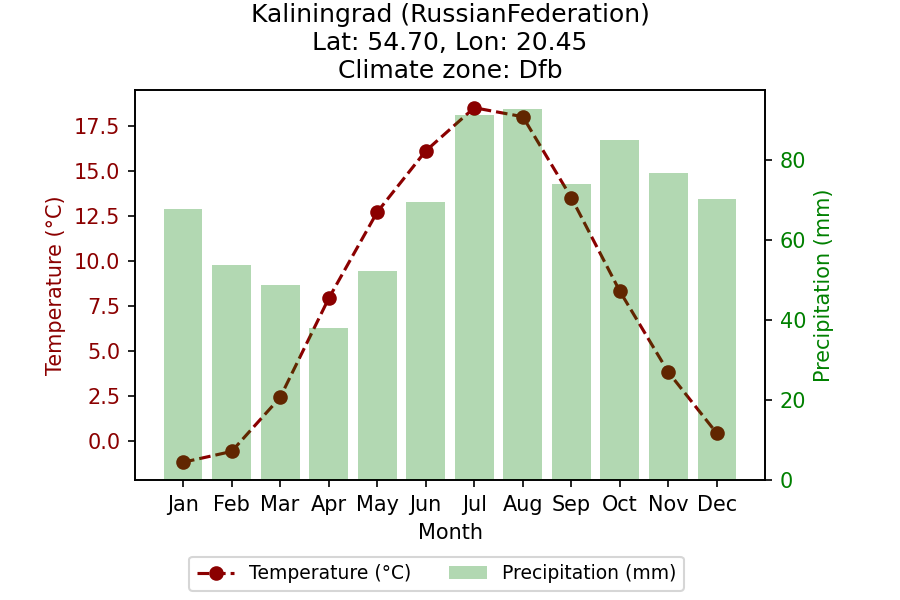 Kaliningrad (RussianFederation)
Lat: 54.70, Lon: 20.45
Climate zone: Dfb
Temperature (°C)
17.5
15.0
12.5
10.0
7.5
5.0
2.5
0.0
80
60
40
20
0
Precipitation (mm)
Jan Feb Mar Apr May Jun Jul Aug Sep Oct Nov Dec
Month
Temperature (°C) Precipitation (mm)